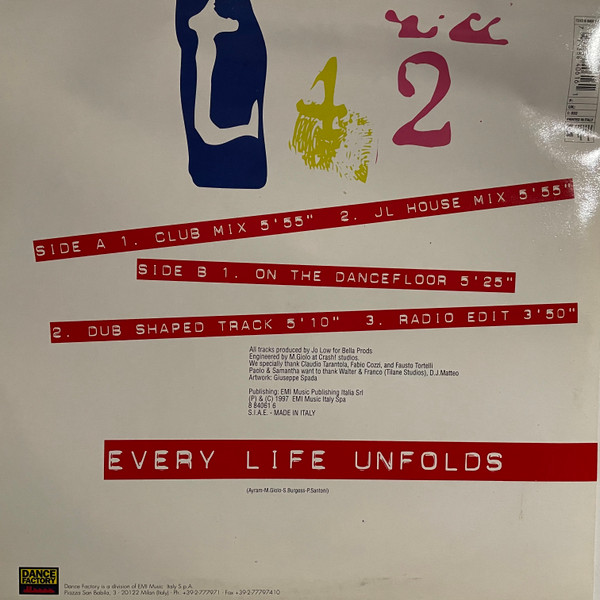 t 4 2
SIDE A 1. CLUB MIX 5'55" 2. JL HOUSE MIX 5'55"
SIDE B 1. ON THE DANCEFLOOR 5'25"
2. DUB SHAPED TRACK 5'10" 3. RADIO EDIT 3'50"
All tracks produced by Jo Low for Bella Prods
Engineered by M.Giolo at Crash! studios.
We specially thank Claudio Tarantola, Fabio Cozzi, and Fausto Tortelli
Paolo & Samantha want to thank Walter & Franco (Tilane Studios), D.J.Matteo
Artwork: Giuseppe Spada
Publishing: EMI Music Publishing Italia Srl
(P) & (C) 1997 EMI Music Italy Spa
8 84061 6
S.I.A.E. - MADE IN ITALY
EVERY LIFE UNFOLDS
(Ayram-M.Giolo-S.Burgess-P.Santohi)
DANCE
FACTORY
Dance Factory is a division of EMI Music Italy S.p.A.
Piazza San Babila, 3 - 20122 Milan (Italy) - Ph. +39-2-777971 - Fax +39-2-77797410